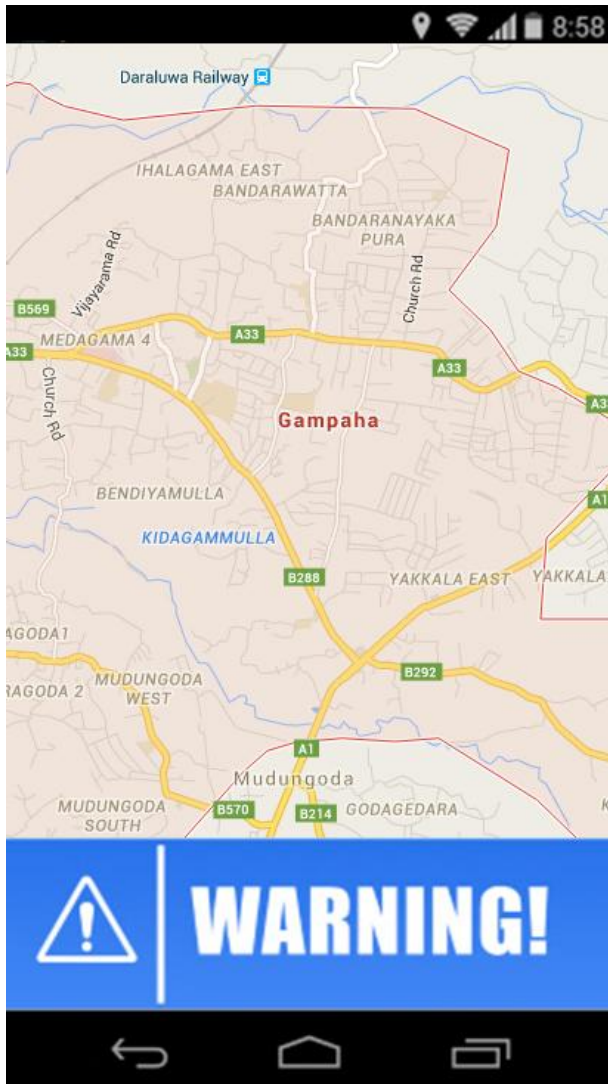 8:58
Daraluwa Railway
IHALAGAMA EAST
BANDARAWATTA
BANDARANAYAKA
PURA
Vijayarama Rd
Church Rd
B569
A33
MEDAGAMA 4
A33
A33
A3
Church Rd
Gampaha
BENDIYAMULLA
A1
KIDAGAMMULLA
B288
YAKKALA EAST
YAKKALA
AGODA1
RAGODA 2
MUDUNGODA
WEST
B292
A1
Mudungoda
MUDUNGODA
SOUTH
B570
B214
GODAGEDARA
K
WARNING!